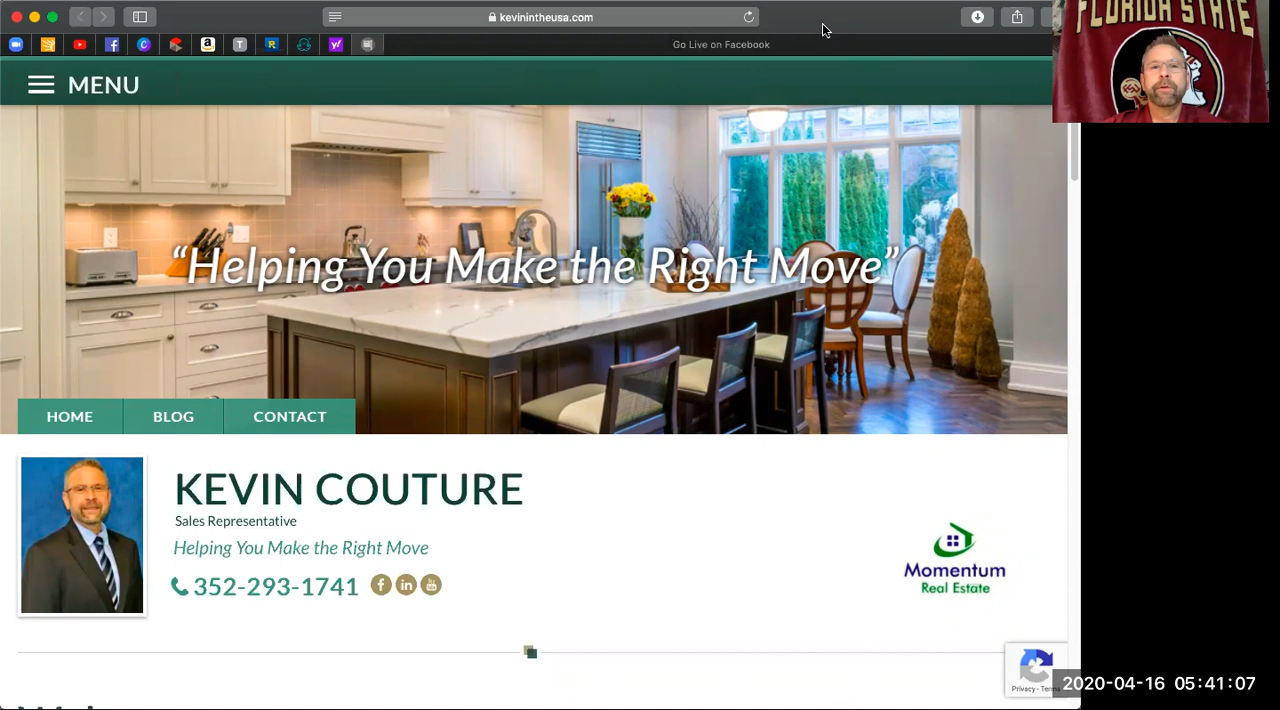 kevinintheusa.com
Go Live on Facebook
FLORIDA STATE
MENU
“Helping You Make the Right Move”
HOME
BLOG
CONTACT
KEVIN COUTURE
Sales Representative
Helping You Make the Right Move
352-293-1741
Momentum
Real Estate
Privacy - Terms
2020-04-16 05:41:07